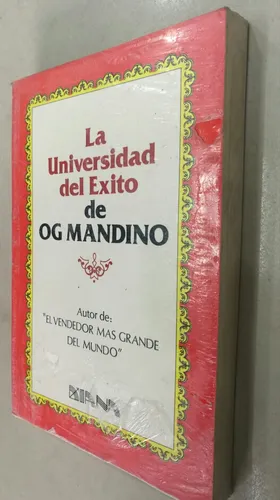 La
Universidad
del Exito
de
OG MANDINO
Autor de:
"EL VENDEDOR MAS GRANDE
DEL MUNDO"
DIANA